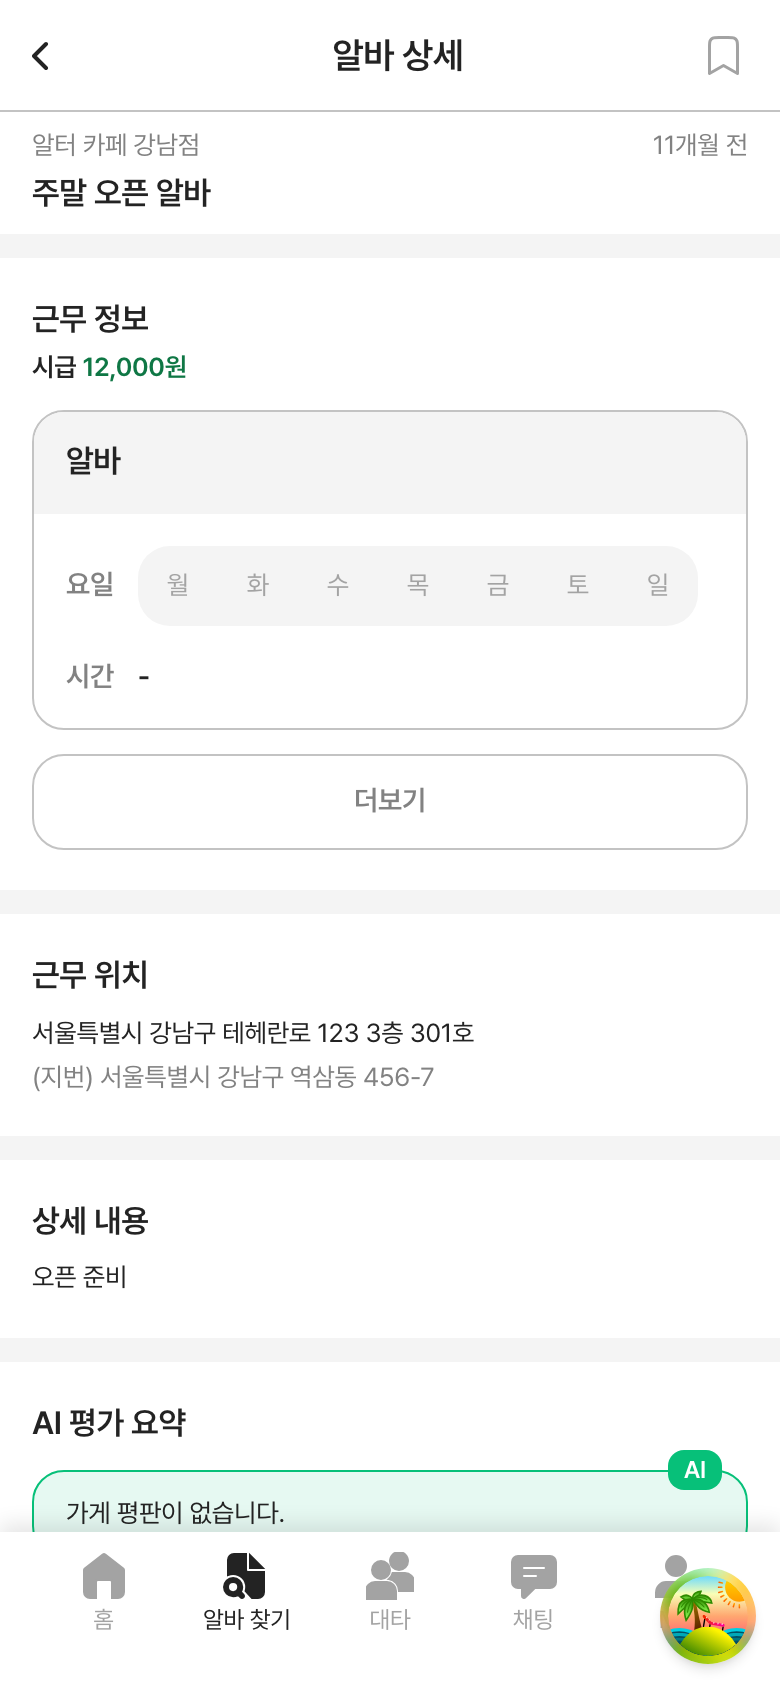 알바 상세
알터 카페 강남점 11개월 전
주말 오픈 알바
근무 정보
시급 12,000원
알바
요일 월 화 수 목 금 토 일
시간 -
더보기
근무 위치
서울특별시 강남구 테헤란로 123 3층 301호
(지번) 서울특별시 강남구 역삼동 456-7
상세 내용
오픈 준비
AI 평가 요약
AI
가게 평판이 없습니다.
홈 알바 찾기 대타 채팅